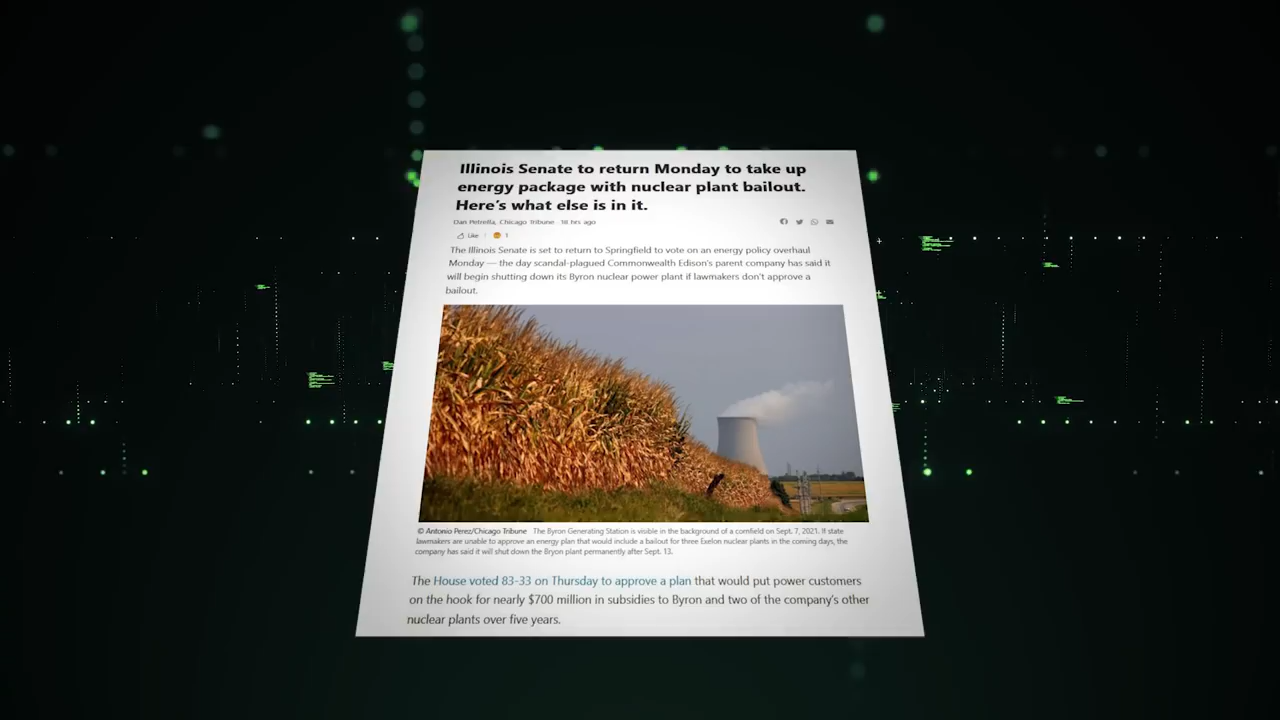 Illinois Senate to return Monday to take up
energy package with nuclear plant bailout.
Here's what else is in it.
Dan Petrella, Chicago Tribune 18 hrs ago
Like 1
The Illinois Senate is set to return to Springfield to vote on an energy policy overhaul
Monday — the day scandal-plagued Commonwealth Edison's parent company has said it
will begin shutting down its Byron nuclear power plant if lawmakers don't approve a
bailout.
© Antonio Perez/Chicago Tribune The Byron Generating Station is visible in the background of a cornfield on Sept. 7, 2021. If state
lawmakers are unable to approve an energy plan that would include a bailout for three Exelon nuclear plants in the coming days, the
company has said it will shut down the Bryon plant permanently after Sept. 13.
The House voted 83-33 on Thursday to approve a plan that would put power customers
on the hook for nearly $700 million in subsidies to Byron and two of the company's other
nuclear plants over five years.